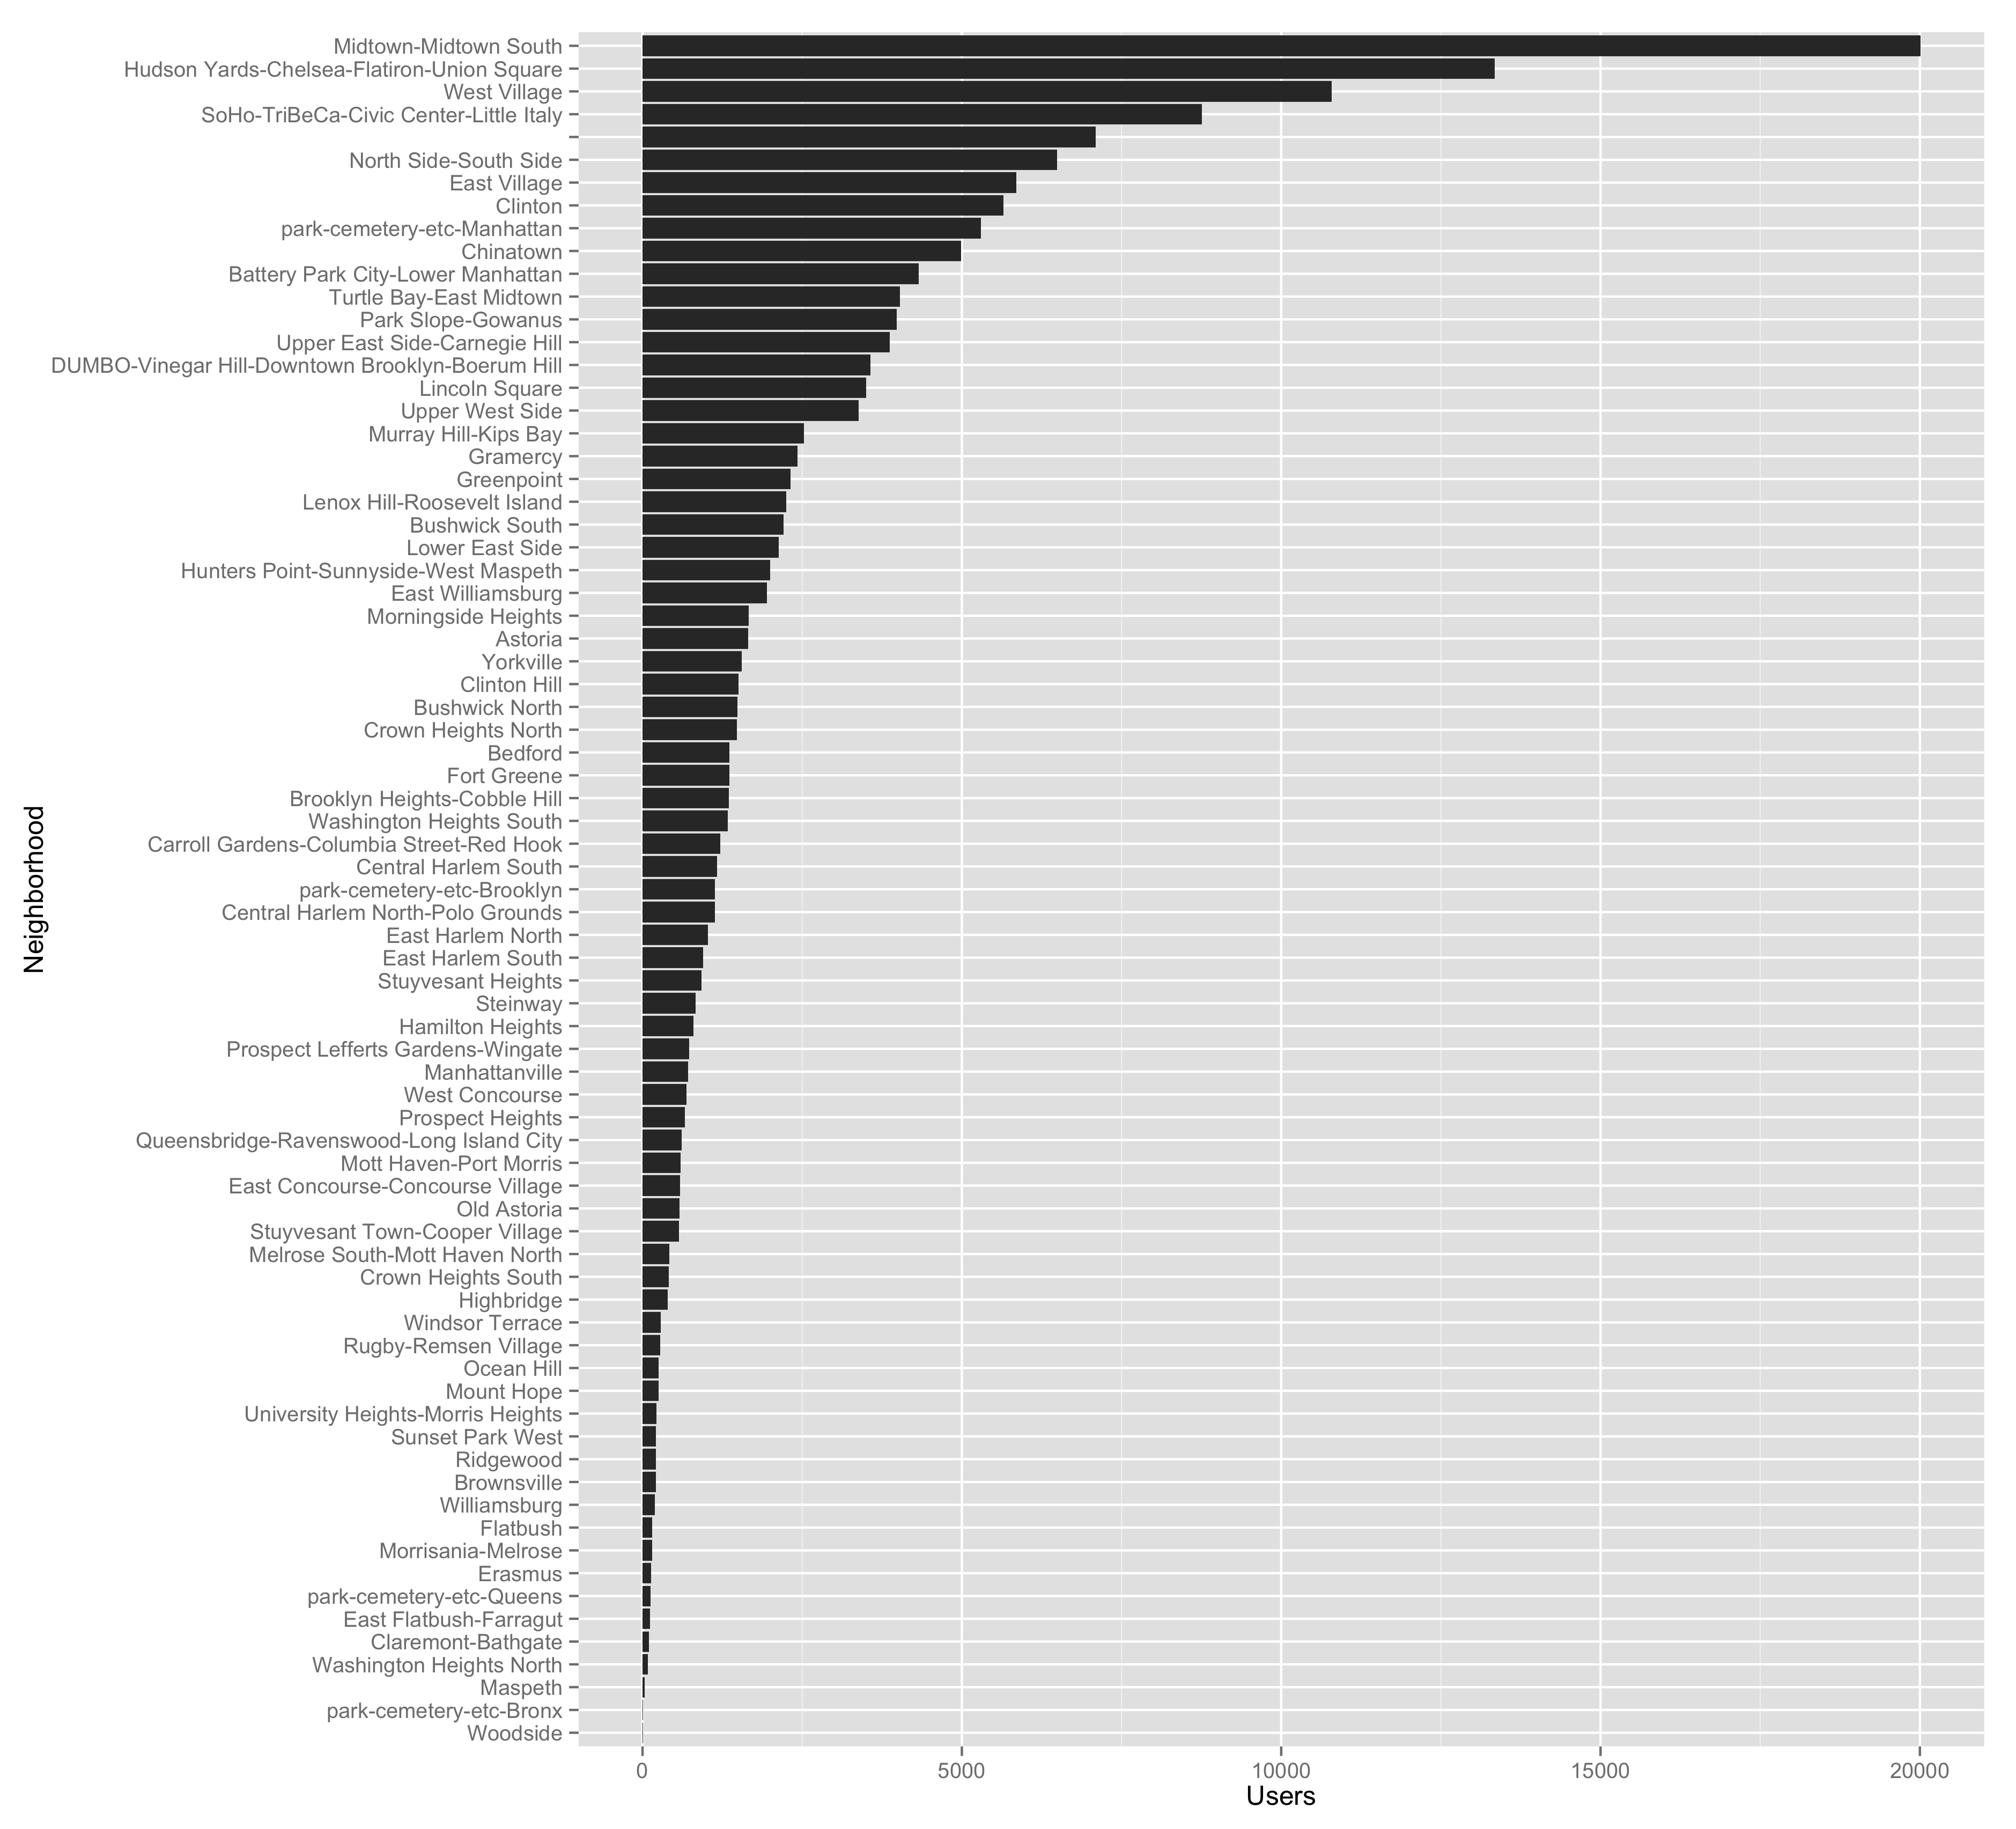 Midtown-Midtown South
Hudson Yards-Chelsea-Flatiron-Union Square
West Village
SoHo-TriBeCa-Civic Center-Little Italy
North Side-South Side
East Village
Clinton
park-cemetery-etc-Manhattan
Chinatown
Battery Park City-Lower Manhattan
Turtle Bay-East Midtown
Park Slope-Gowanus
Upper East Side-Carnegie Hill
DUMBO-Vinegar Hill-Downtown Brooklyn-Boerum Hill
Lincoln Square
Upper West Side
Murray Hill-Kips Bay
Gramercy
Greenpoint
Lenox Hill-Roosevelt Island
Bushwick South
Lower East Side
Hunters Point-Sunnyside-West Maspeth
East Williamsburg
Morningside Heights
Astoria
Yorkville
Clinton Hill
Bushwick North
Crown Heights North
Bedford
Fort Greene
Brooklyn Heights-Cobble Hill
Washington Heights South
Carroll Gardens-Columbia Street-Red Hook
Central Harlem South
park-cemetery-etc-Brooklyn
Central Harlem North-Polo Grounds
East Harlem North
East Harlem South
Stuyvesant Heights
Steinway
Hamilton Heights
Prospect Lefferts Gardens-Wingate
Manhattanville
West Concourse
Prospect Heights
Queensbridge-Ravenswood-Long Island City
Mott Haven-Port Morris
East Concourse-Concourse Village
Old Astoria
Stuyvesant Town-Cooper Village
Melrose South-Mott Haven North
Crown Heights South
Highbridge
Windsor Terrace
Rugby-Remsen Village
Ocean Hill
Mount Hope
University Heights-Morris Heights
Sunset Park West
Ridgewood
Brownsville
Williamsburg
Flatbush
Morrisania-Melrose
Erasmus
park-cemetery-etc-Queens
East Flatbush-Farragut
Claremont-Bathgate
Washington Heights North
Maspeth
park-cemetery-etc-Bronx
Woodside
Neighborhood
0 5000 10000 15000 20000
Users